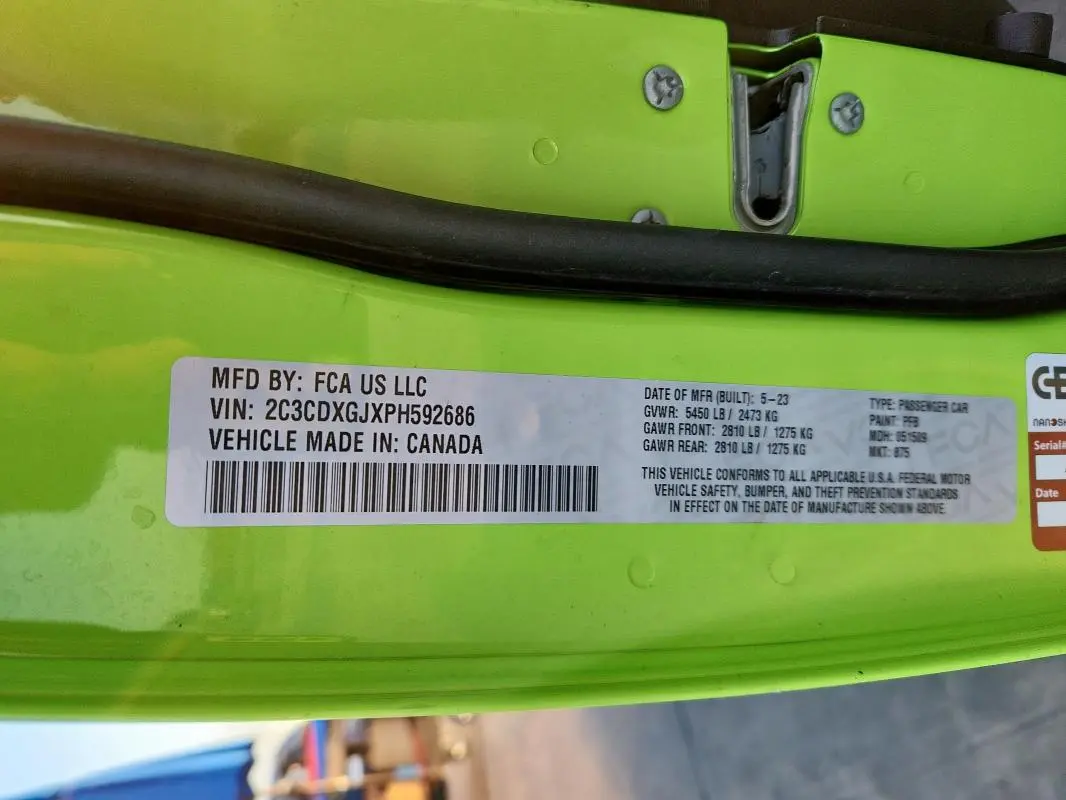 MFD BY: FCA US LLC
VIN: 2C3CDXGJXPH592686
VEHICLE MADE IN: CANADA
DATE OF MFR (BUILT): 5-23
GVWR: 5450 LB / 2473 KG
GAWR FRONT: 2810 LB / 1275 KG
GAWR REAR: 2810 LB / 1275 KG
TYPE: PASSENGER CAR
PAINT: PFB
MDH: 051509
MKT: 875
THIS VEHICLE CONFORMS TO ALL APPLICABLE U.S.A. FEDERAL MOTOR
VEHICLE SAFETY, BUMPER, AND THEFT PREVENTION STANDARDS
IN EFFECT ON THE DATE OF MANUFACTURE SHOWN ABOVE.
Serial#
Date